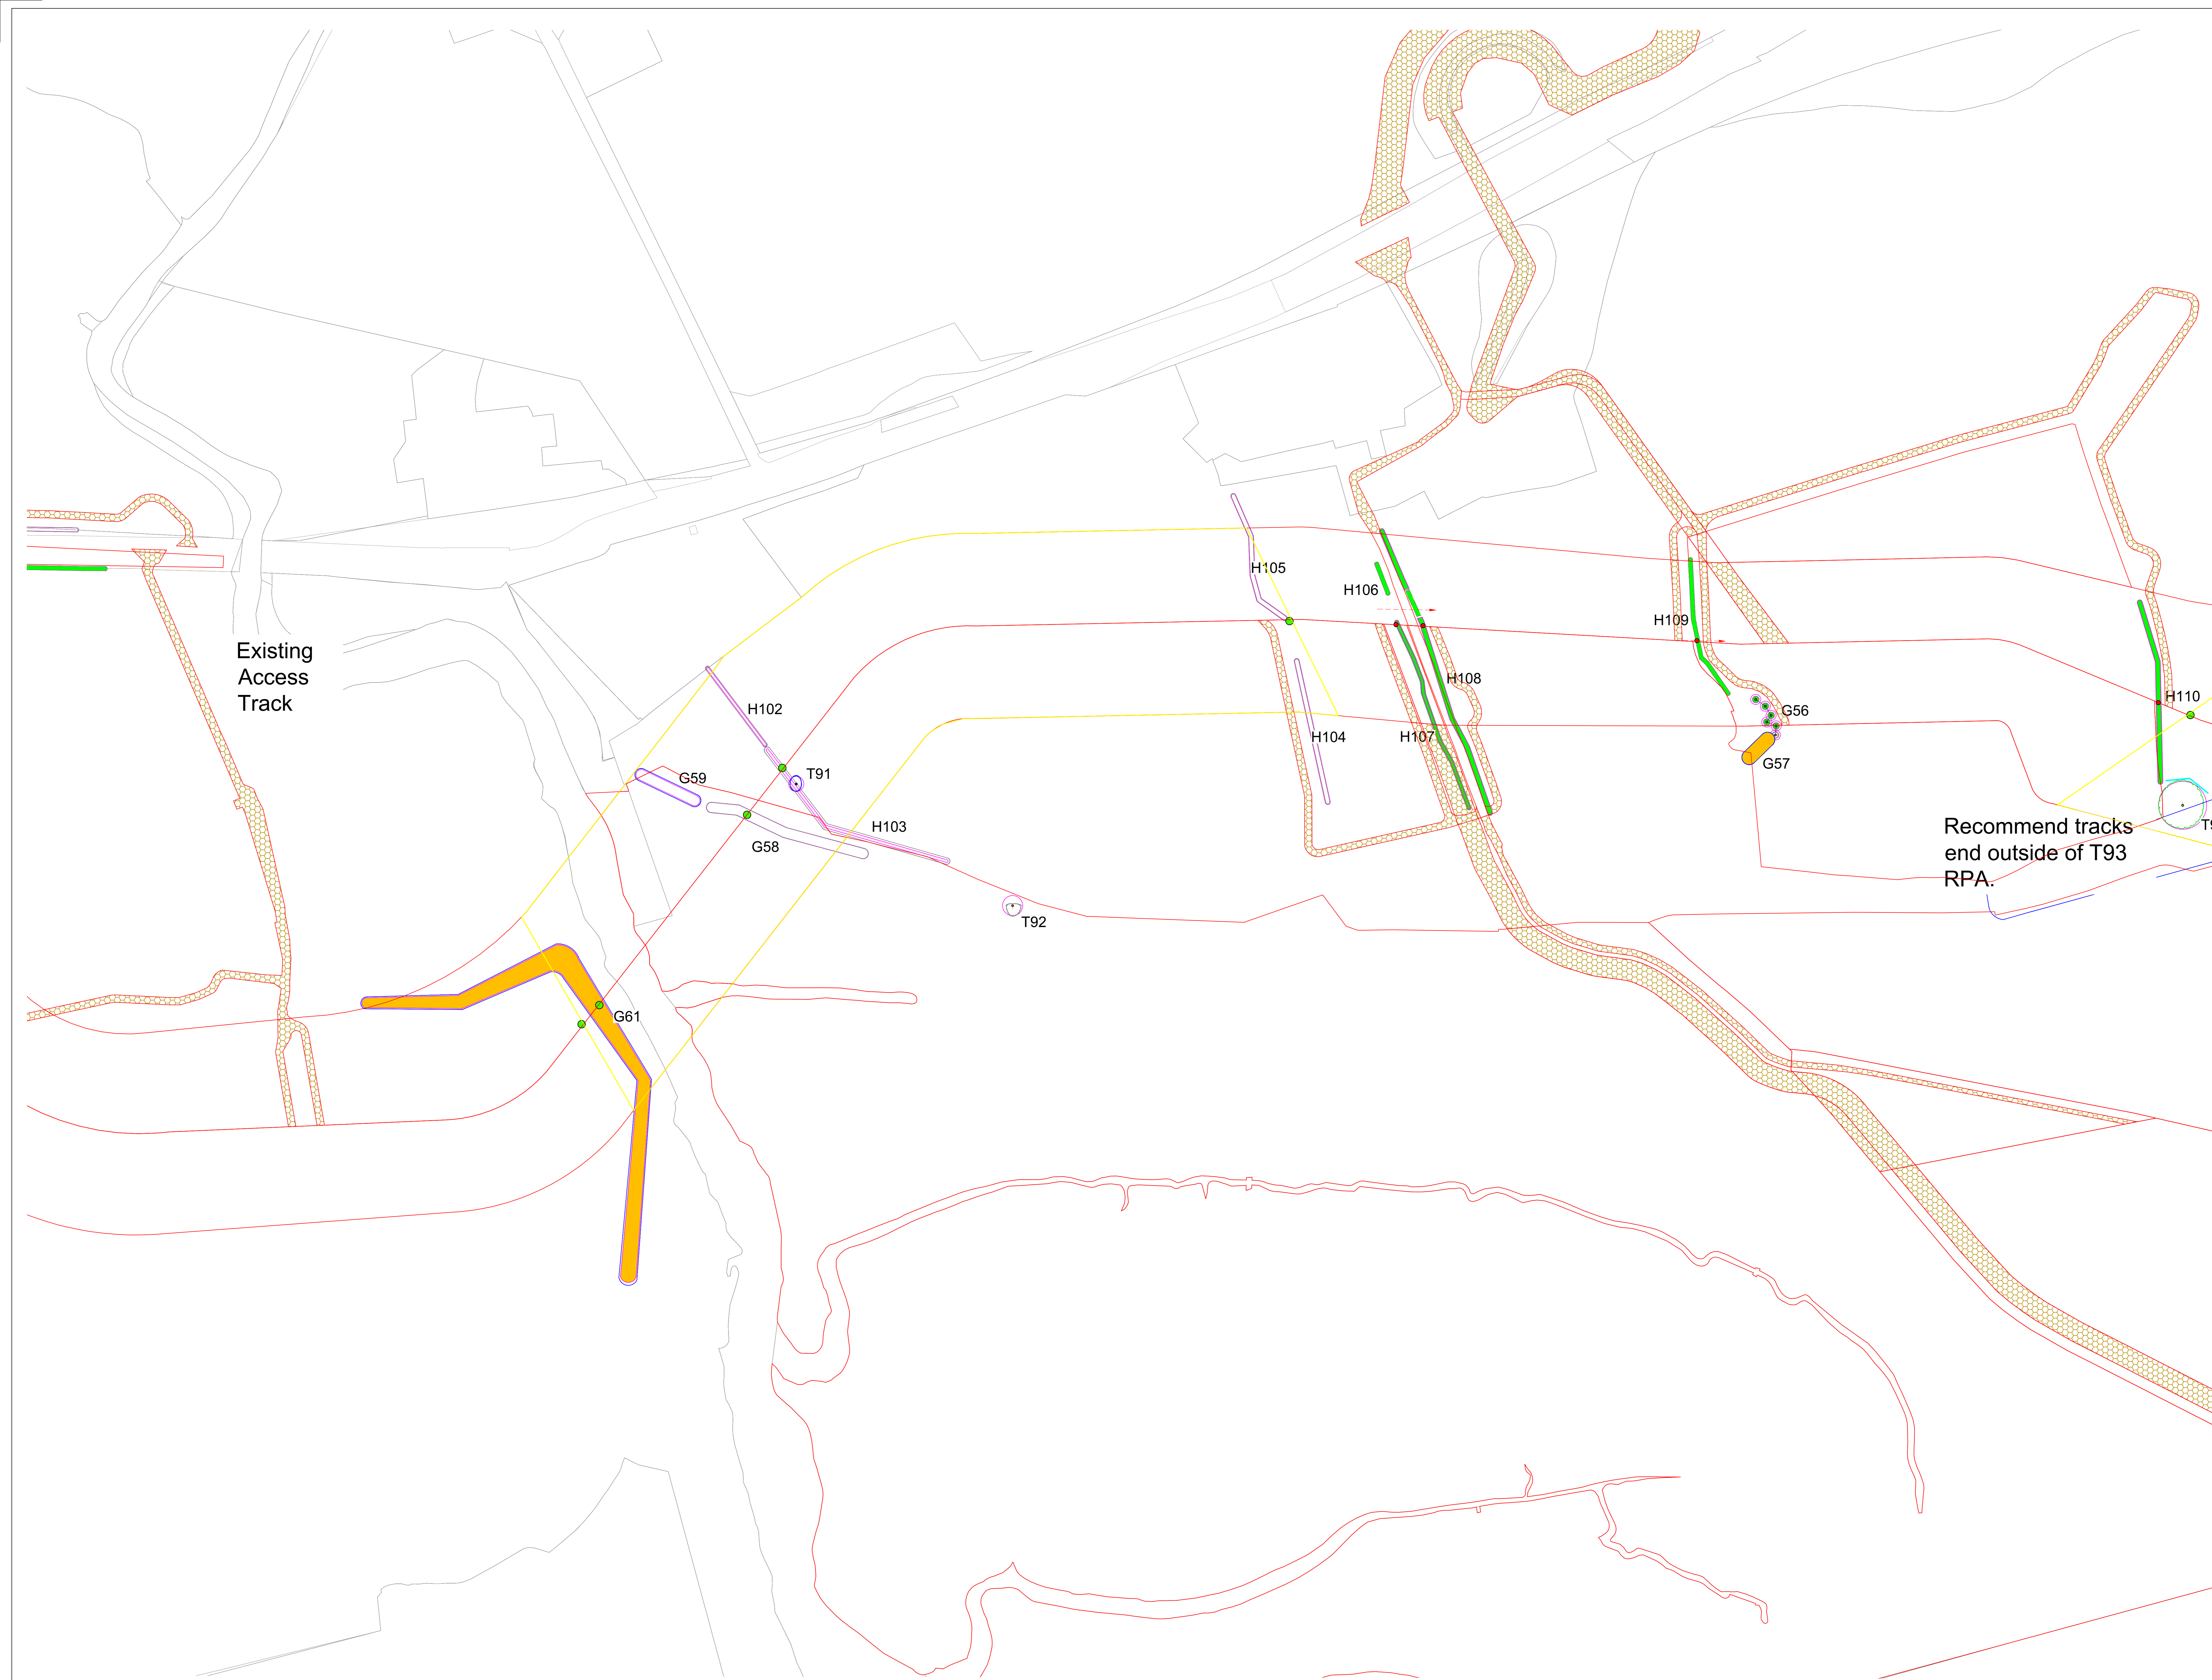 H105
H106
H109
Existing
Access
Track
H108
H110
H102
G56
H104
H107
G57
T91
G59
H103
G58
Recommend tracks
end outside of T93
RPA.
T92
G61